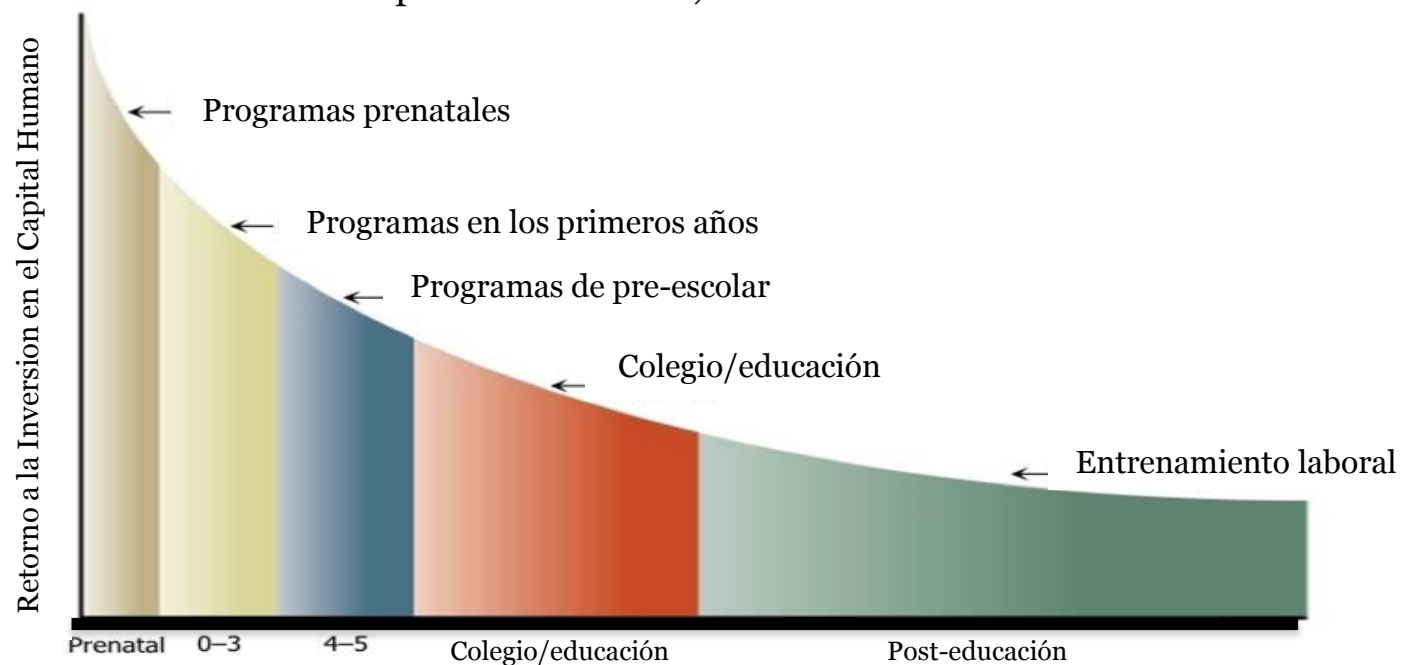 Retorno a la Inversion en el Capital Humano
Programas prenatales
Programas en los primeros años
Programas de pre-escolar
Colegio/educación
Entrenamiento laboral
Prenatal 0–3 4–5 Colegio/educación Post-educación